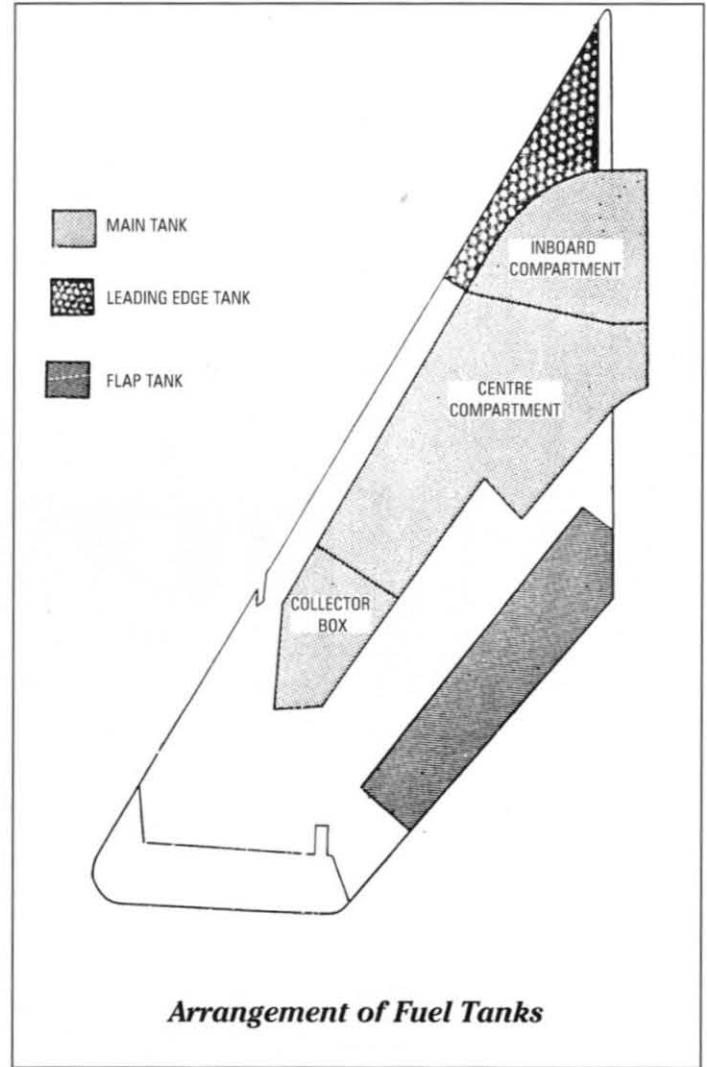 MAIN TANK
LEADING EDGE TANK
FLAP TANK
INBOARD
COMPARTMENT
CENTRE
COMPARTMENT
COLLECTOR
BOX
Arrangement of Fuel Tanks